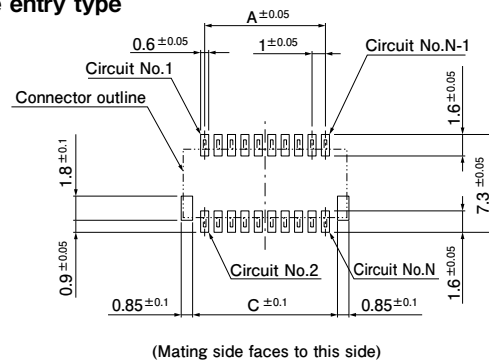 e entry type
A±0.05
0.6±0.05
1±0.05
Circuit No.N-1
Circuit No.1
Connector outline
1.6±0.05
1.8±0.1
7.3±0.05
0.9±0.05
Circuit No.2
Circuit No.N
1.6±0.05
0.85±0.1
C±0.1
0.85±0.1
(Mating side faces to this side)